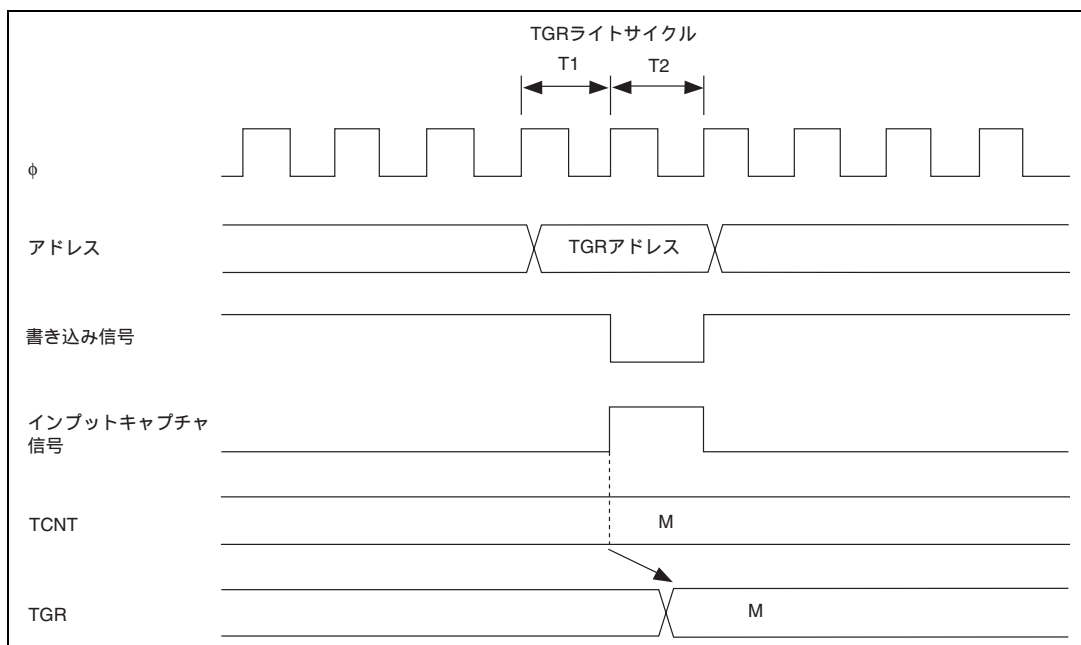 TGRライトサイクル
T1 T2
φ
アドレス TGRアドレス
書き込み信号
インプットキャプチャ
信号
TCNT M
TGR M